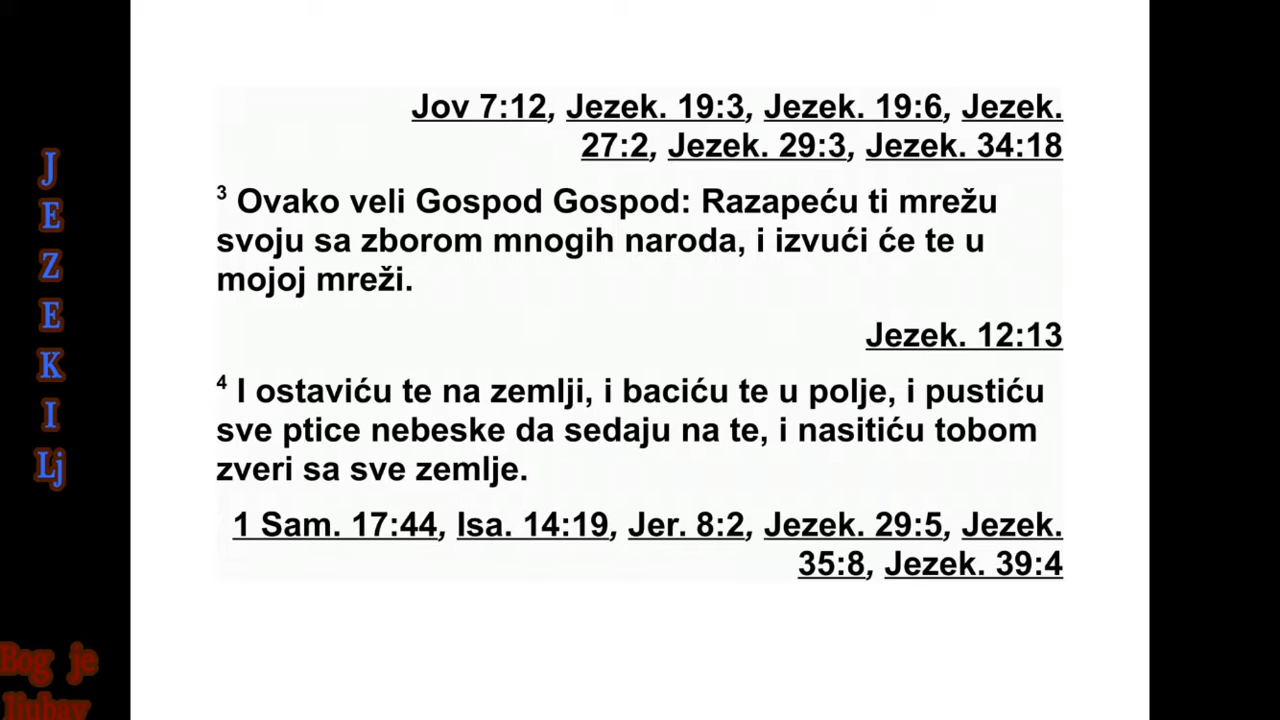 J
E
Z
E
K
I
Lj
Bog je
ljubav
Jov 7:12, Jezek. 19:3, Jezek. 19:6, Jezek.
27:2, Jezek. 29:3, Jezek. 34:18
3 Ovako veli Gospod Gospod: Razapeću ti mrežu
svoju sa zborom mnogih naroda, i izvući će te u
mojoj mreži.
Jezek. 12:13
4 I ostaviću te na zemlji, i baciću te u polje, i pustiću
sve ptice nebeske da sedaju na te, i nasitiću tobom
zveri sa sve zemlje.
1 Sam. 17:44, Isa. 14:19, Jer. 8:2, Jezek. 29:5, Jezek.
35:8, Jezek. 39:4